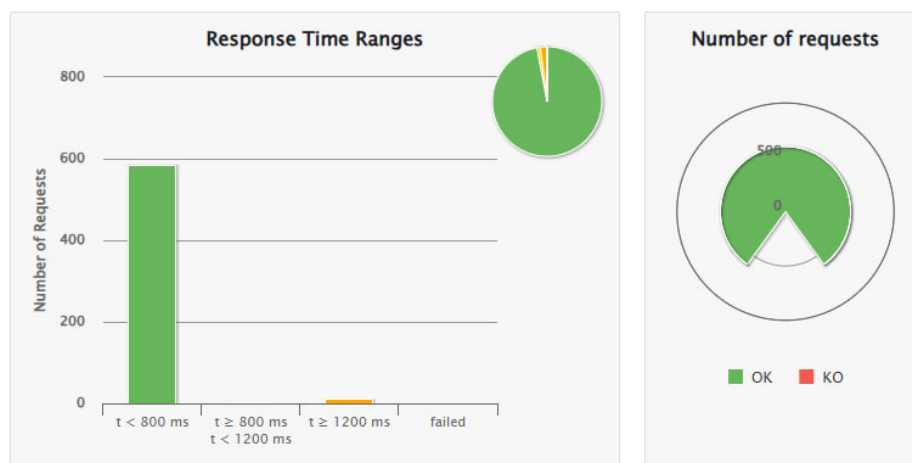 Response Time Ranges
Number of Requests
800
600
400
200
0
t < 800 ms
t ≥ 800 ms
t < 1200 ms
t ≥ 1200 ms
failed
Number of requests
500
0
OK
KO